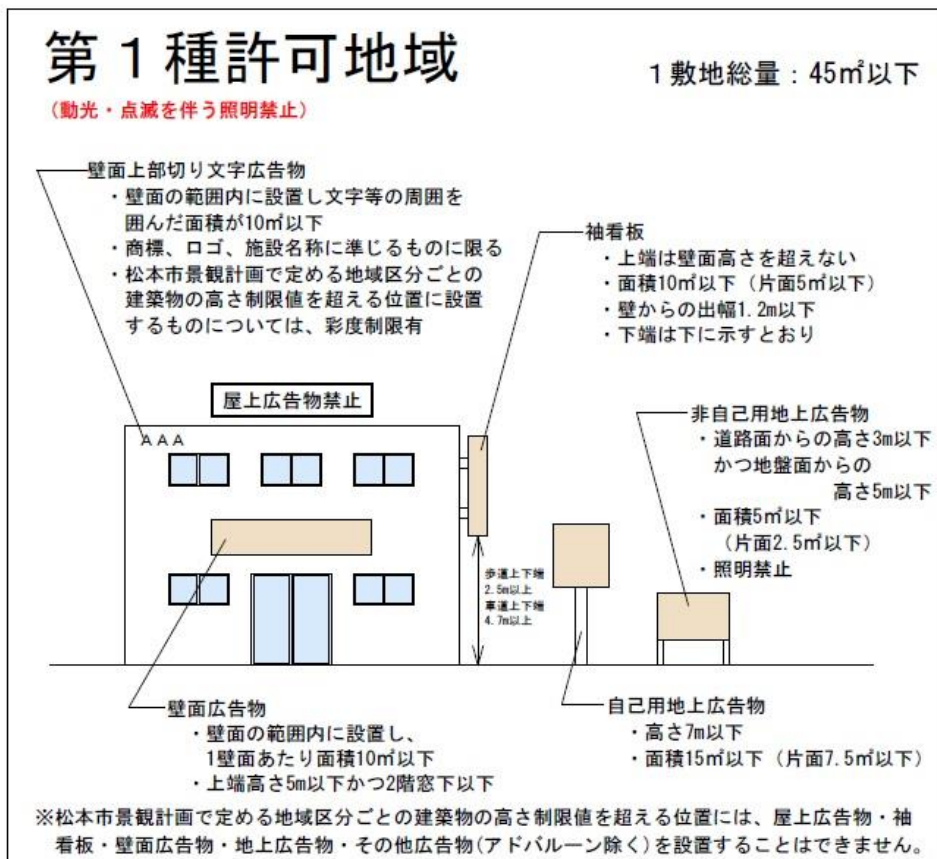 第１種許可地域
１敷地総量：45㎡以下
(動光・点滅を伴う照明禁止)
壁面上部切り文字広告物
・壁面の範囲内に設置し文字等の周囲を
囲んだ面積が10㎡以下
・商標、ロゴ、施設名称に準じるものに限る
・松本市景観計画で定める地域区分ごとの
建築物の高さ制限値を超える位置に設置
するものについては、彩度制限有
袖看板
・上端は壁面高さを超えない
・面積10㎡以下（片面5㎡以下）
・壁からの出幅1.2m以下
・下端は下に示すとおり
屋上広告物禁止
ＡＡＡ
非自己用地上広告物
・道路面からの高さ3m以下
かつ地盤面からの
高さ5m以下
・面積5㎡以下
（片面2.5㎡以下）
・照明禁止
歩道上下端
2.5m以上
車道上下端
4.7m以上
壁面広告物
・壁面の範囲内に設置し、
1壁面あたり面積10㎡以下
・上端高さ5m以下かつ2階窓下以下
自己用地上広告物
・高さ7m以下
・面積15㎡以下（片面7.5㎡以下）
※松本市景観計画で定める地域区分ごとの建築物の高さ制限値を超える位置には、屋上広告物・袖
看板・壁面広告物・地上広告物・その他広告物(アドバルーン除く)を設置することはできません。